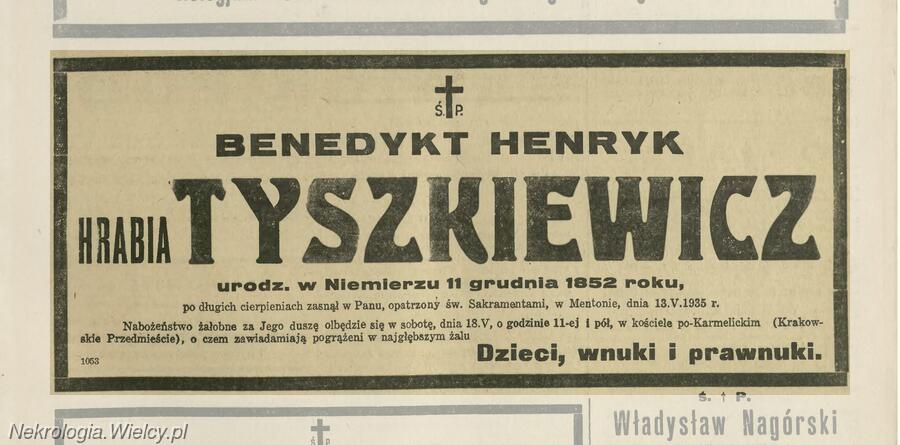 Ś. P.
BENEDYKT HENRYK
HRABIA TYSZKIEWICZ
urodz. w Niemierzu 11 grudnia 1852 roku,
po długich cierpieniach zasnął w Panu, opatrzony św. Sakramentami, w Mentonie, dnia 13.V.1935 r.
Nabożeństwo żałobne za Jego duszę olbędzie się w sobotę, dnia 18.V, o godzinie 11-ej i pół, w kościele po-Karmelickim (Krakow-
skie Przedmieście), o czem zawiadamiają pogrążeni w najgłębszym żalu
Dzieci, wnuki i prawnuki.
1053
Ś. † P.
Władysław Nagórski
Ś. P.
Nekrologia.Wielcy.pl